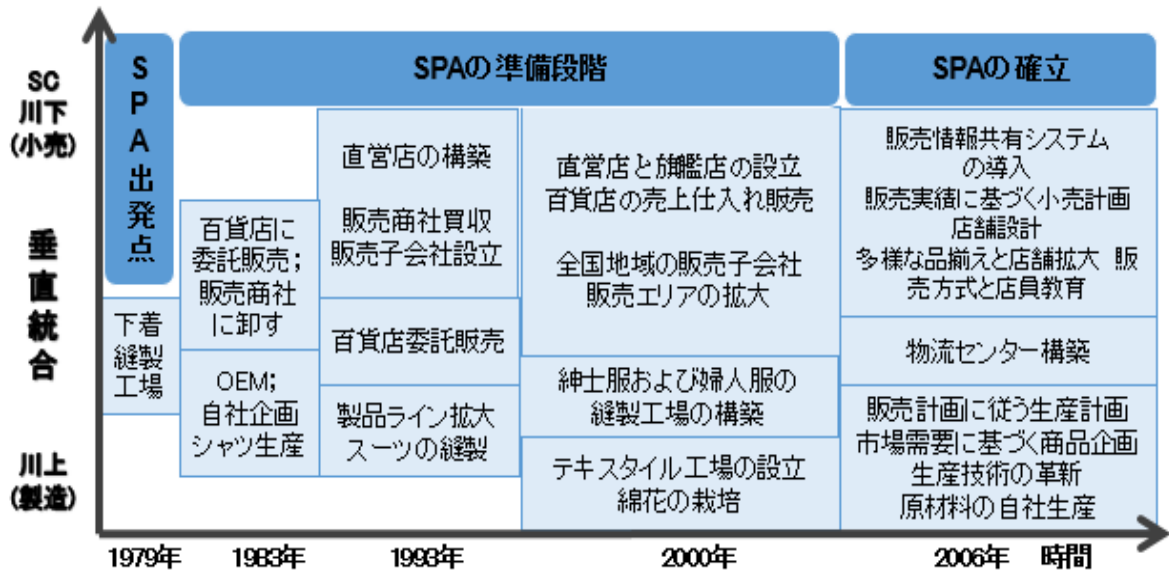 SC
川下
(小売)
垂直統合
川上
(製造)
SPA出発点
下着
縫製
工場
SPAの準備段階
百貨店に
委託販売；
販売商社
に卸す
OEM；
自社企画
シャツ生産
直営店の構築
販売商社買収
販売子会社設立
百貨店委託販売
製品ライン拡大
スーツの縫製
直営店と旗艦店の設立
百貨店の売上仕入れ販売
全国地域の販売子会社
販売エリアの拡大
紳士服および婦人服の
縫製工場の構築
テキスタイル工場の設立
綿花の栽培
SPAの確立
販売情報共有システム
の導入
販売実績に基づく小売計画
店舗設計
多様な品揃えと店舗拡大 販
売方式と店員教育
物流センター構築
販売計画に従う生産計画
市場需要に基づく商品企画
生産技術の革新
原材料の自社生産
1979年 1983年 1993年 2000年 2006年 時間